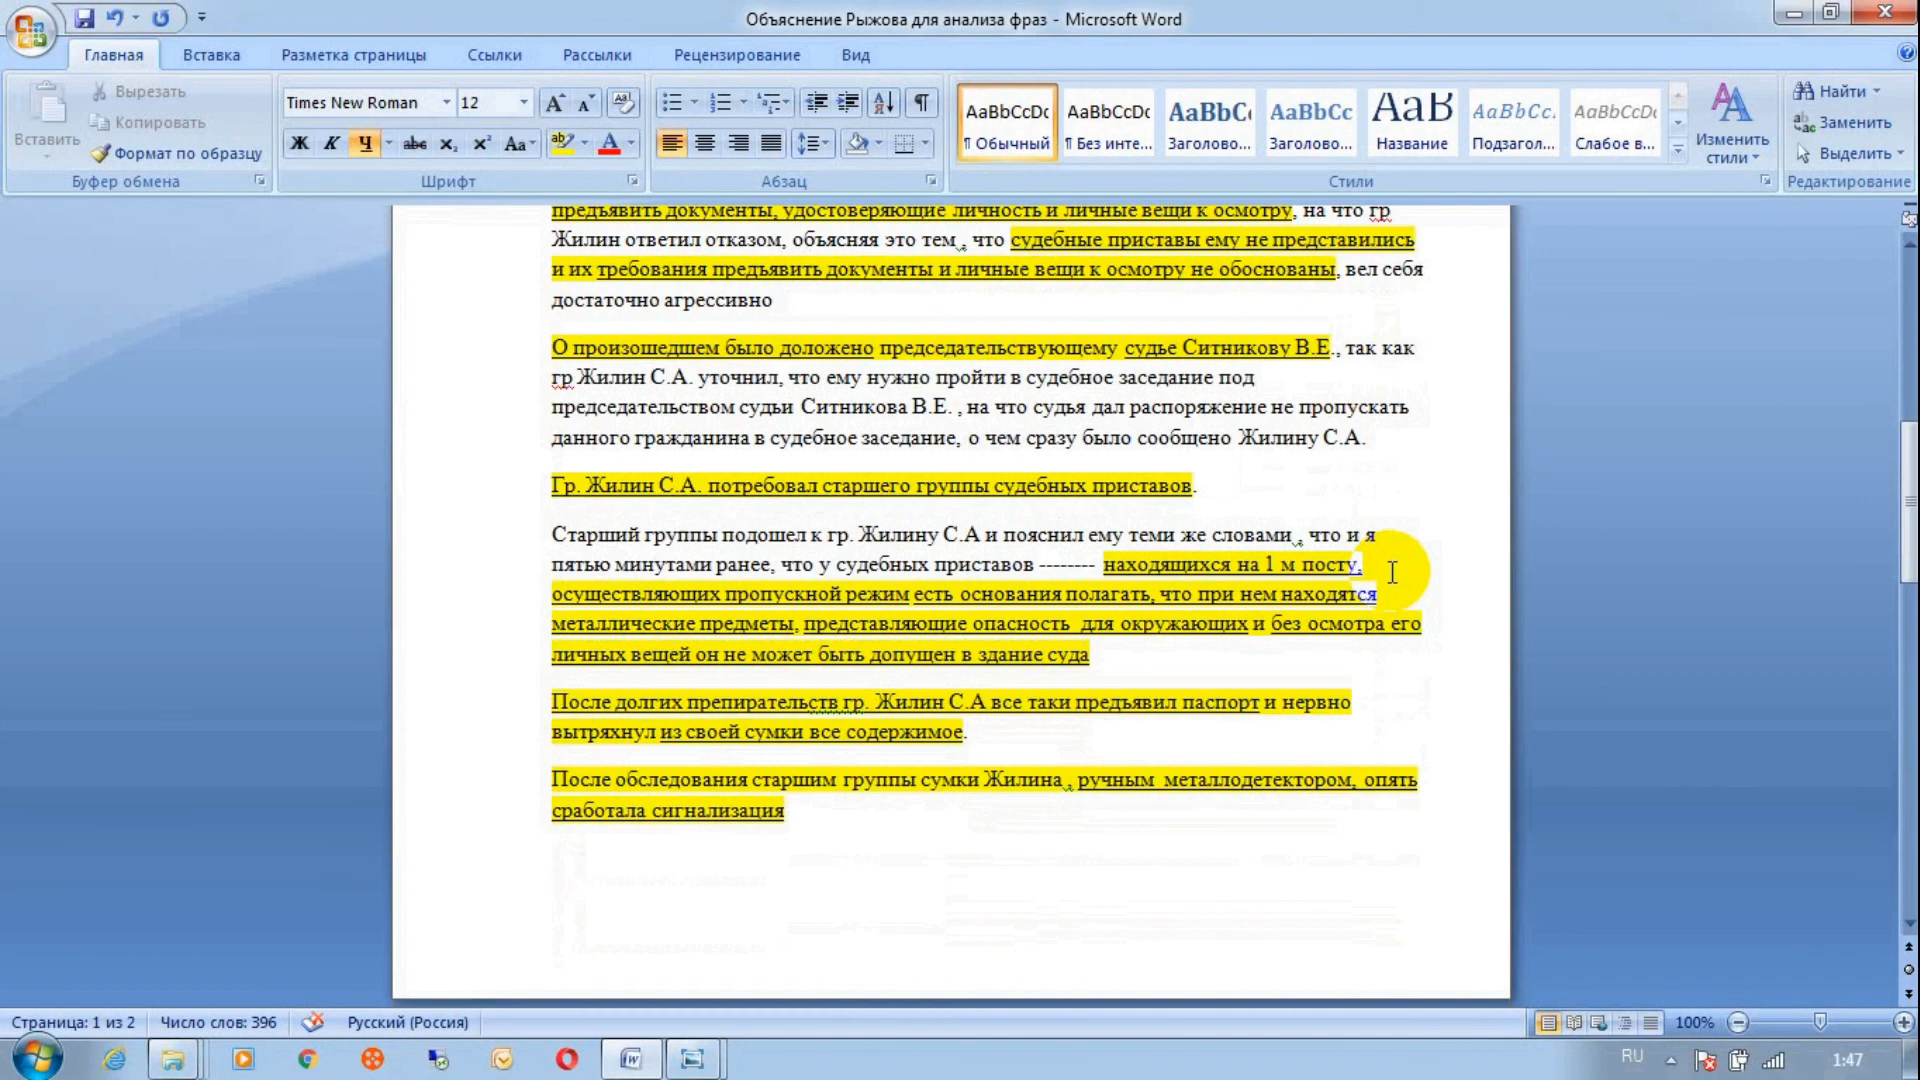 Объяснение Рыжова для анализа фраз - Microsoft Word
Главная Вставка Разметка страницы Ссылки Рассылки Рецензирование Вид
Вставить
Вырезать
Копировать
Формат по образцу
Буфер обмена
Times New Roman 12
Ж К Ч abc x₂ x² Aa
Шрифт
Абзац
AaBbCcDc AaBbCcDc AaBbCc AaBbCc AaB AaBbCc. AaBbCcDc
¶ Обычный ¶ Без инте... Заголово... Заголово... Название Подзагол... Слабое в...
Изменить стили
Стили
Найти
Заменить
Выделить
Редактирование
предъявить документы, удостоверяющие личность и личные вещи к осмотру, на что гр
Жилин ответил отказом, объясняя это тем , что судебные приставы ему не представились
и их требования предъявить документы и личные вещи к осмотру не обоснованы, вел себя
достаточно агрессивно
О произошедшем было доложено председательствующему судье Ситникову В.Е., так как
гр Жилин С.А. уточнил, что ему нужно пройти в судебное заседание под
председательством судьи Ситникова В.Е. , на что судья дал распоряжение не пропускать
данного гражданина в судебное заседание, о чем сразу было сообщено Жилину С.А.
Гр. Жилин С.А. потребовал старшего группы судебных приставов.
Старший группы подошел к гр. Жилину С.А и пояснил ему теми же словами , что и я
пятью минутами ранее, что у судебных приставов -------- находящихся на 1 м посту,
осуществляющих пропускной режим есть основания полагать, что при нем находятся
металлические предметы, представляющие опасность для окружающих и без осмотра его
личных вещей он не может быть допущен в здание суда
После долгих препирательств гр. Жилин С.А все таки предъявил паспорт и нервно
вытряхнул из своей сумки все содержимое.
После обследования старшим группы сумки Жилина , ручным металлодетектором, опять
сработала сигнализация
Страница: 1 из 2 Число слов: 396 Русский (Россия) 100%
RU 1:47